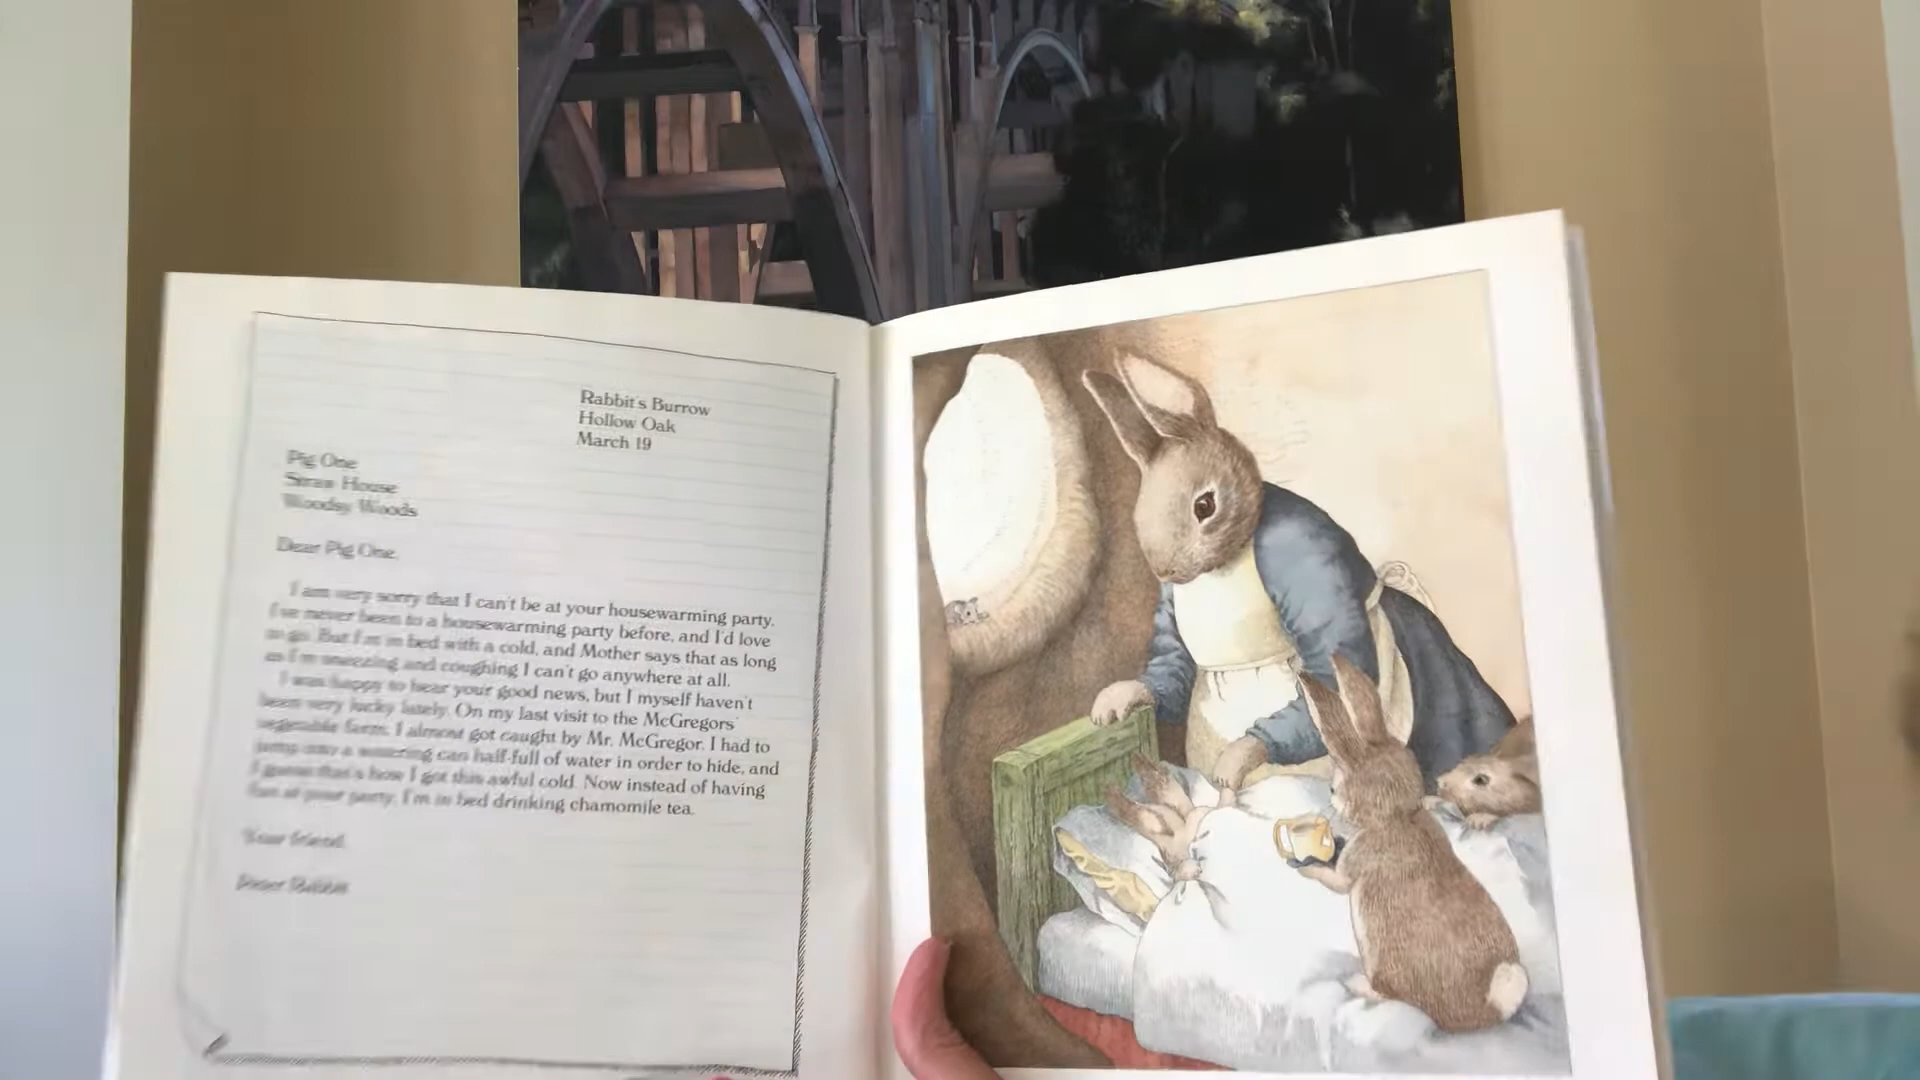 Rabbit's Burrow
Hollow Oak
March 19
Pig One
Straw House
Woodsy Woods
Dear Pig One,
I am very sorry that I can't be at your housewarming party.
I've never been to a housewarming party before, and I'd love
to go. But I'm in bed with a cold, and Mother says that as long
as I'm sneezing and coughing I can't go anywhere at all.
I was happy to hear your good news, but I myself haven't
been very lucky lately. On my last visit to the McGregors'
vegetable farm, I almost got caught by Mr. McGregor. I had to
jump into a watering can half-full of water in order to hide, and
I guess that's how I got this awful cold. Now instead of having
fun at your party, I'm in bed drinking chamomile tea.
Your friend,
Peter Rabbit